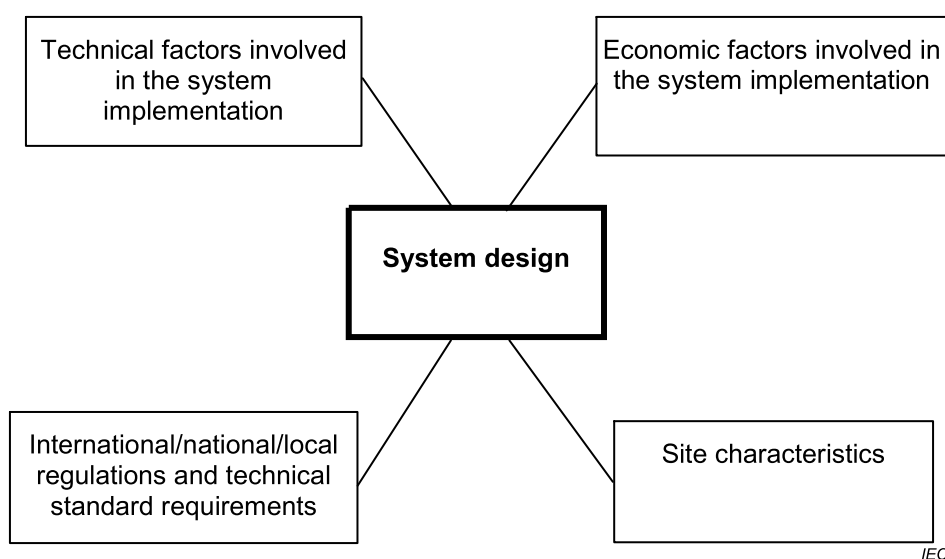 Technical factors involved
in the system
implementation
Economic factors involved in
the system implementation
System design
International/national/local
regulations and technical
standard requirements
Site characteristics
IEC